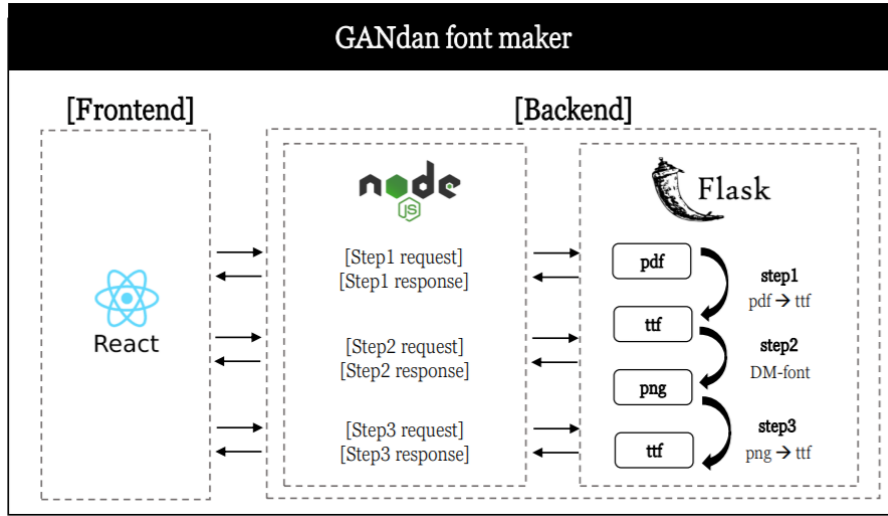 GANdan font maker
[Frontend]
[Backend]
React
node
JS
[Step1 request]
[Step1 response]
[Step2 request]
[Step2 response]
[Step3 request]
[Step3 response]
Flask
pdf
step1
pdf → ttf
ttf
step2
DM-font
png
step3
png → ttf
ttf